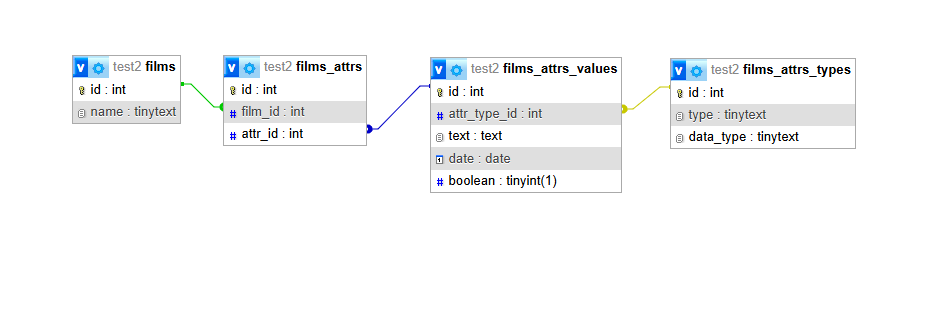 v test2 films
id : int
name : tinytext
v test2 films_attrs
id : int
# film_id : int
# attr_id : int
v test2 films_attrs_values
id : int
# attr_type_id : int
text : text
date : date
# boolean : tinyint(1)
v test2 films_attrs_types
id : int
type : tinytext
data_type : tinytext